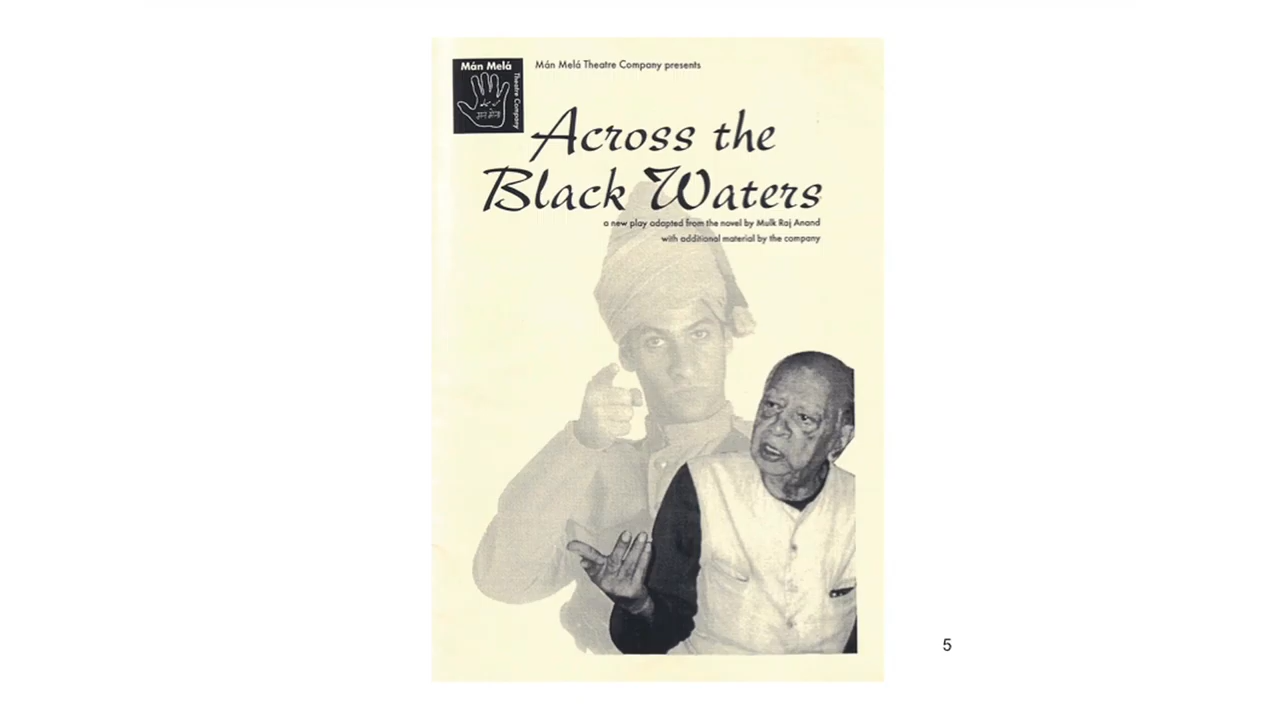 Mán Melá
Theatre Company
Mán Melá Theatre Company presents
Across the
Black Waters
a new play adapted from the novel by Mulk Raj Anand
with additional material by the company
5